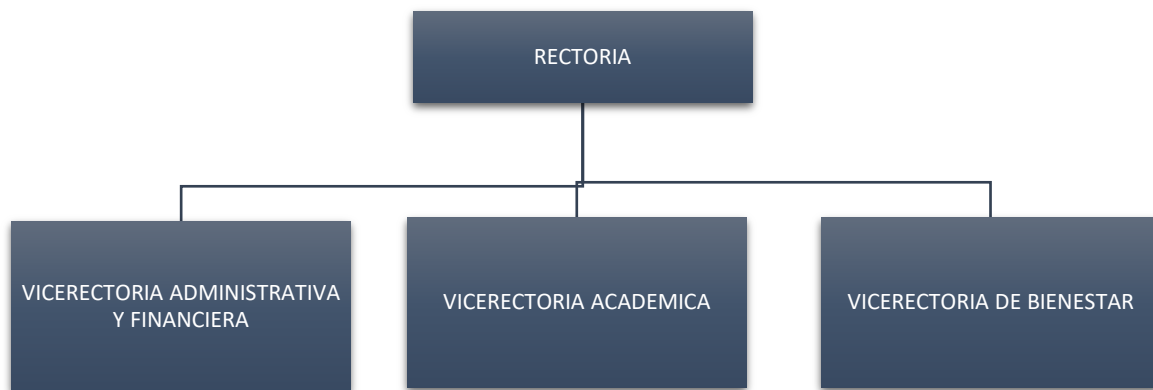 RECTORIA
VICERECTORIA ADMINISTRATIVA
Y FINANCIERA
VICERECTORIA ACADEMICA
VICERECTORIA DE BIENESTAR